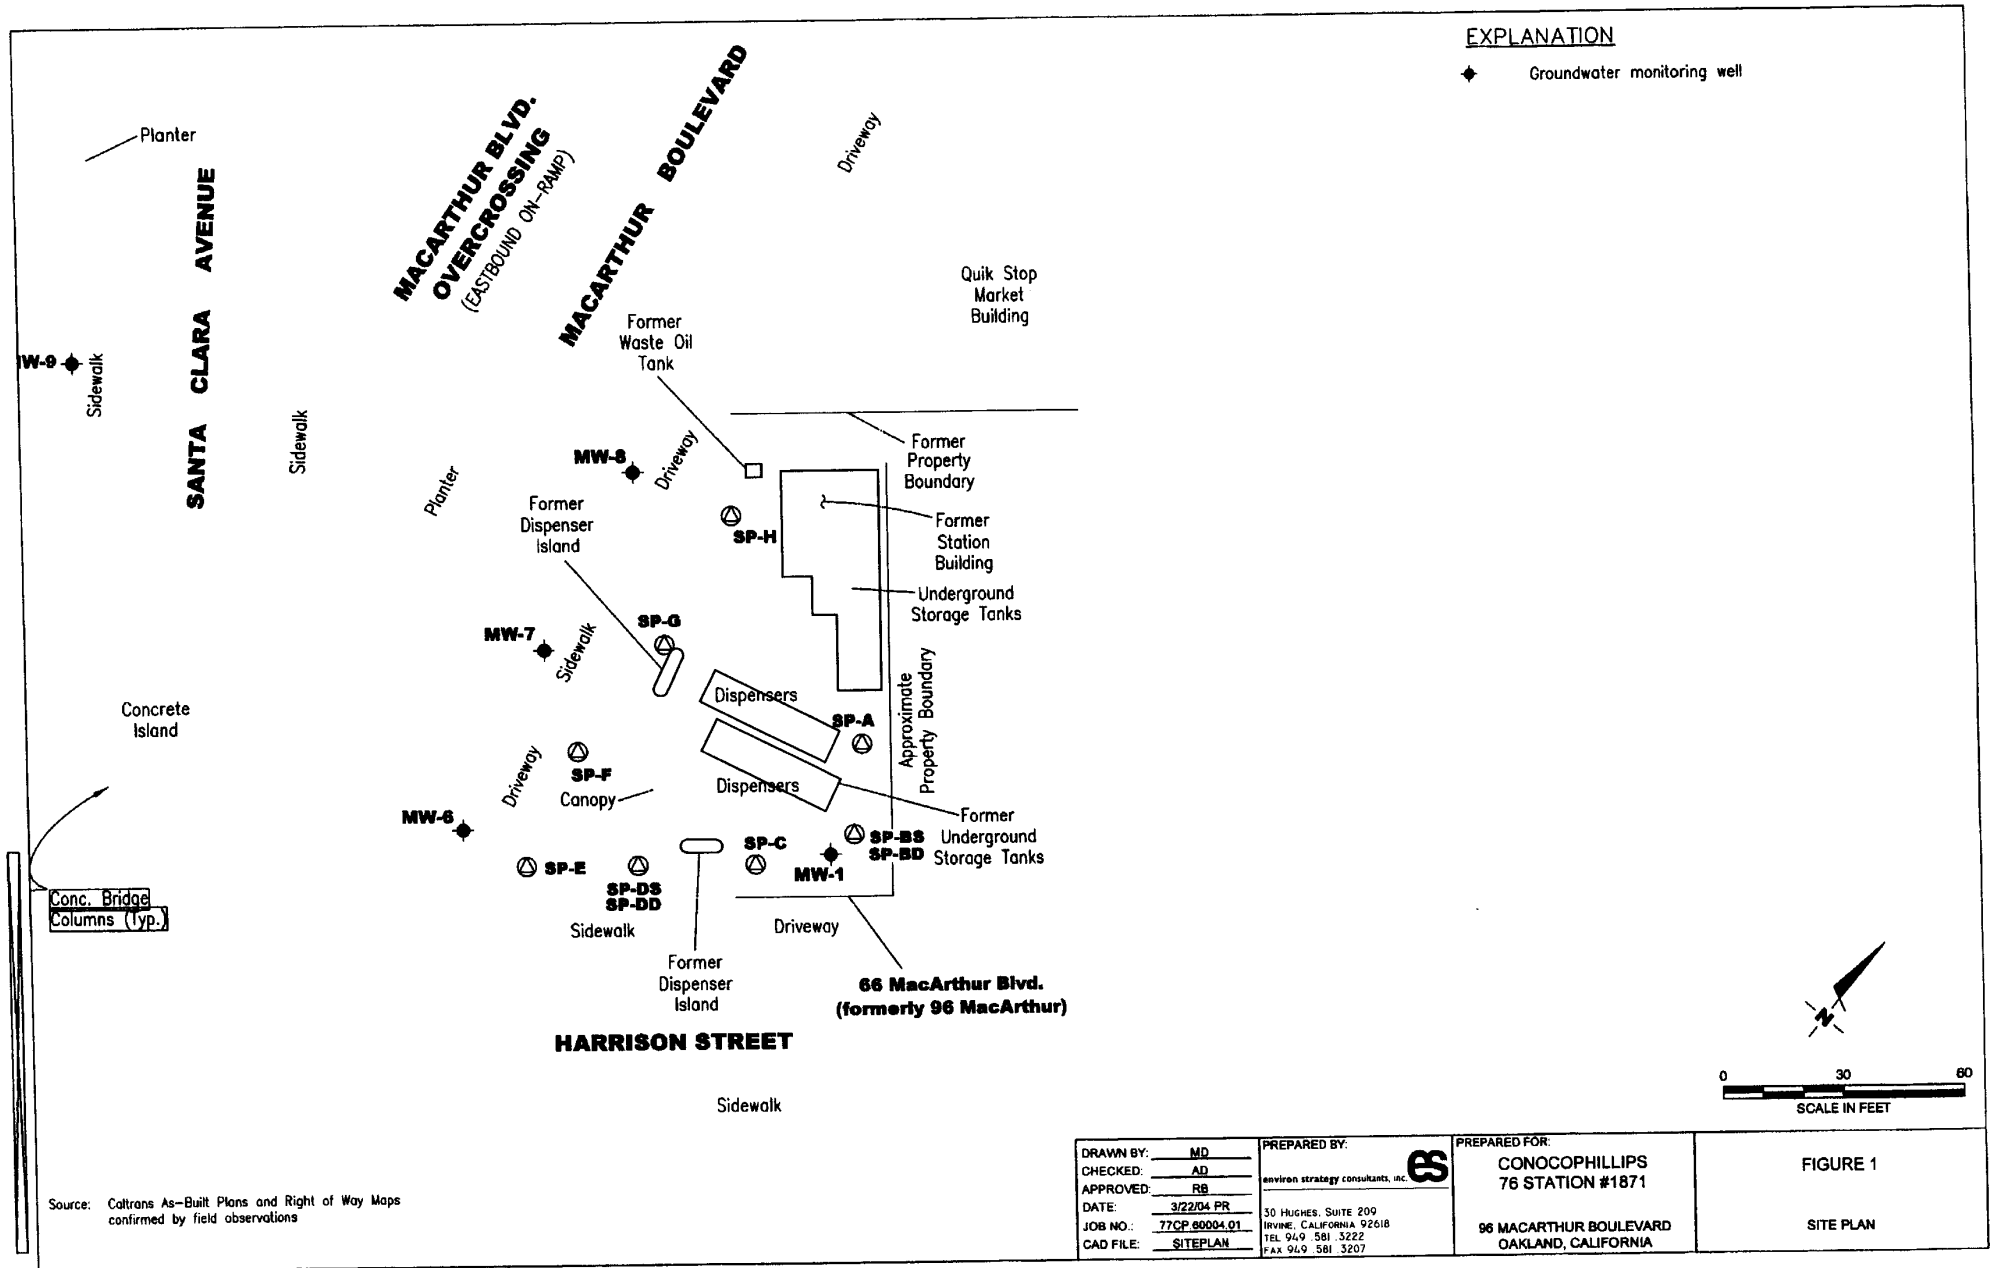 EXPLANATION
Groundwater monitoring well
Planter
SANTA CLARA AVENUE
MACARTHUR BLVD.
OVERCROSSING
(EASTBOUND ON-RAMP)
MACARTHUR BOULEVARD
Driveway
Quik Stop
Market
Building
Former
Waste Oil
Tank
IW-9
Sidewalk
Sidewalk
Planter
MW-8
Driveway
Former
Property
Boundary
Former
Dispenser
Island
SP-H
Former
Station
Building
Underground
Storage Tanks
MW-7
Sidewalk
SP-G
Approximate
Property Boundary
Concrete
Island
Dispensers
SP-A
Driveway
SP-F
Canopy
Dispensers
MW-6
Former
Underground
Storage Tanks
SP-E
SP-DS
SP-DD
SP-C
MW-1
SP-BS
SP-BD
Conc. Bridge
Columns (Typ.)
Sidewalk
Driveway
Former
Dispenser
Island
66 MacArthur Blvd.
(formerly 96 MacArthur)
HARRISON STREET
Sidewalk
N
0 30 60
SCALE IN FEET
Source: Caltrans As-Built Plans and Right of Way Maps
confirmed by field observations
DRAWN BY: MD
CHECKED: AD
APPROVED: RB
DATE: 3/22/04 PR
JOB NO.: 77CP.60004.01
CAD FILE: SITEPLAN
PREPARED BY:
es
environ strategy consultants, inc.
30 HUGHES, SUITE 209
IRVINE, CALIFORNIA 92618
TEL 949 .581 .3222
FAX 949 .581 .3207
PREPARED FOR:
CONOCOPHILLIPS
76 STATION #1871
96 MACARTHUR BOULEVARD
OAKLAND, CALIFORNIA
FIGURE 1
SITE PLAN